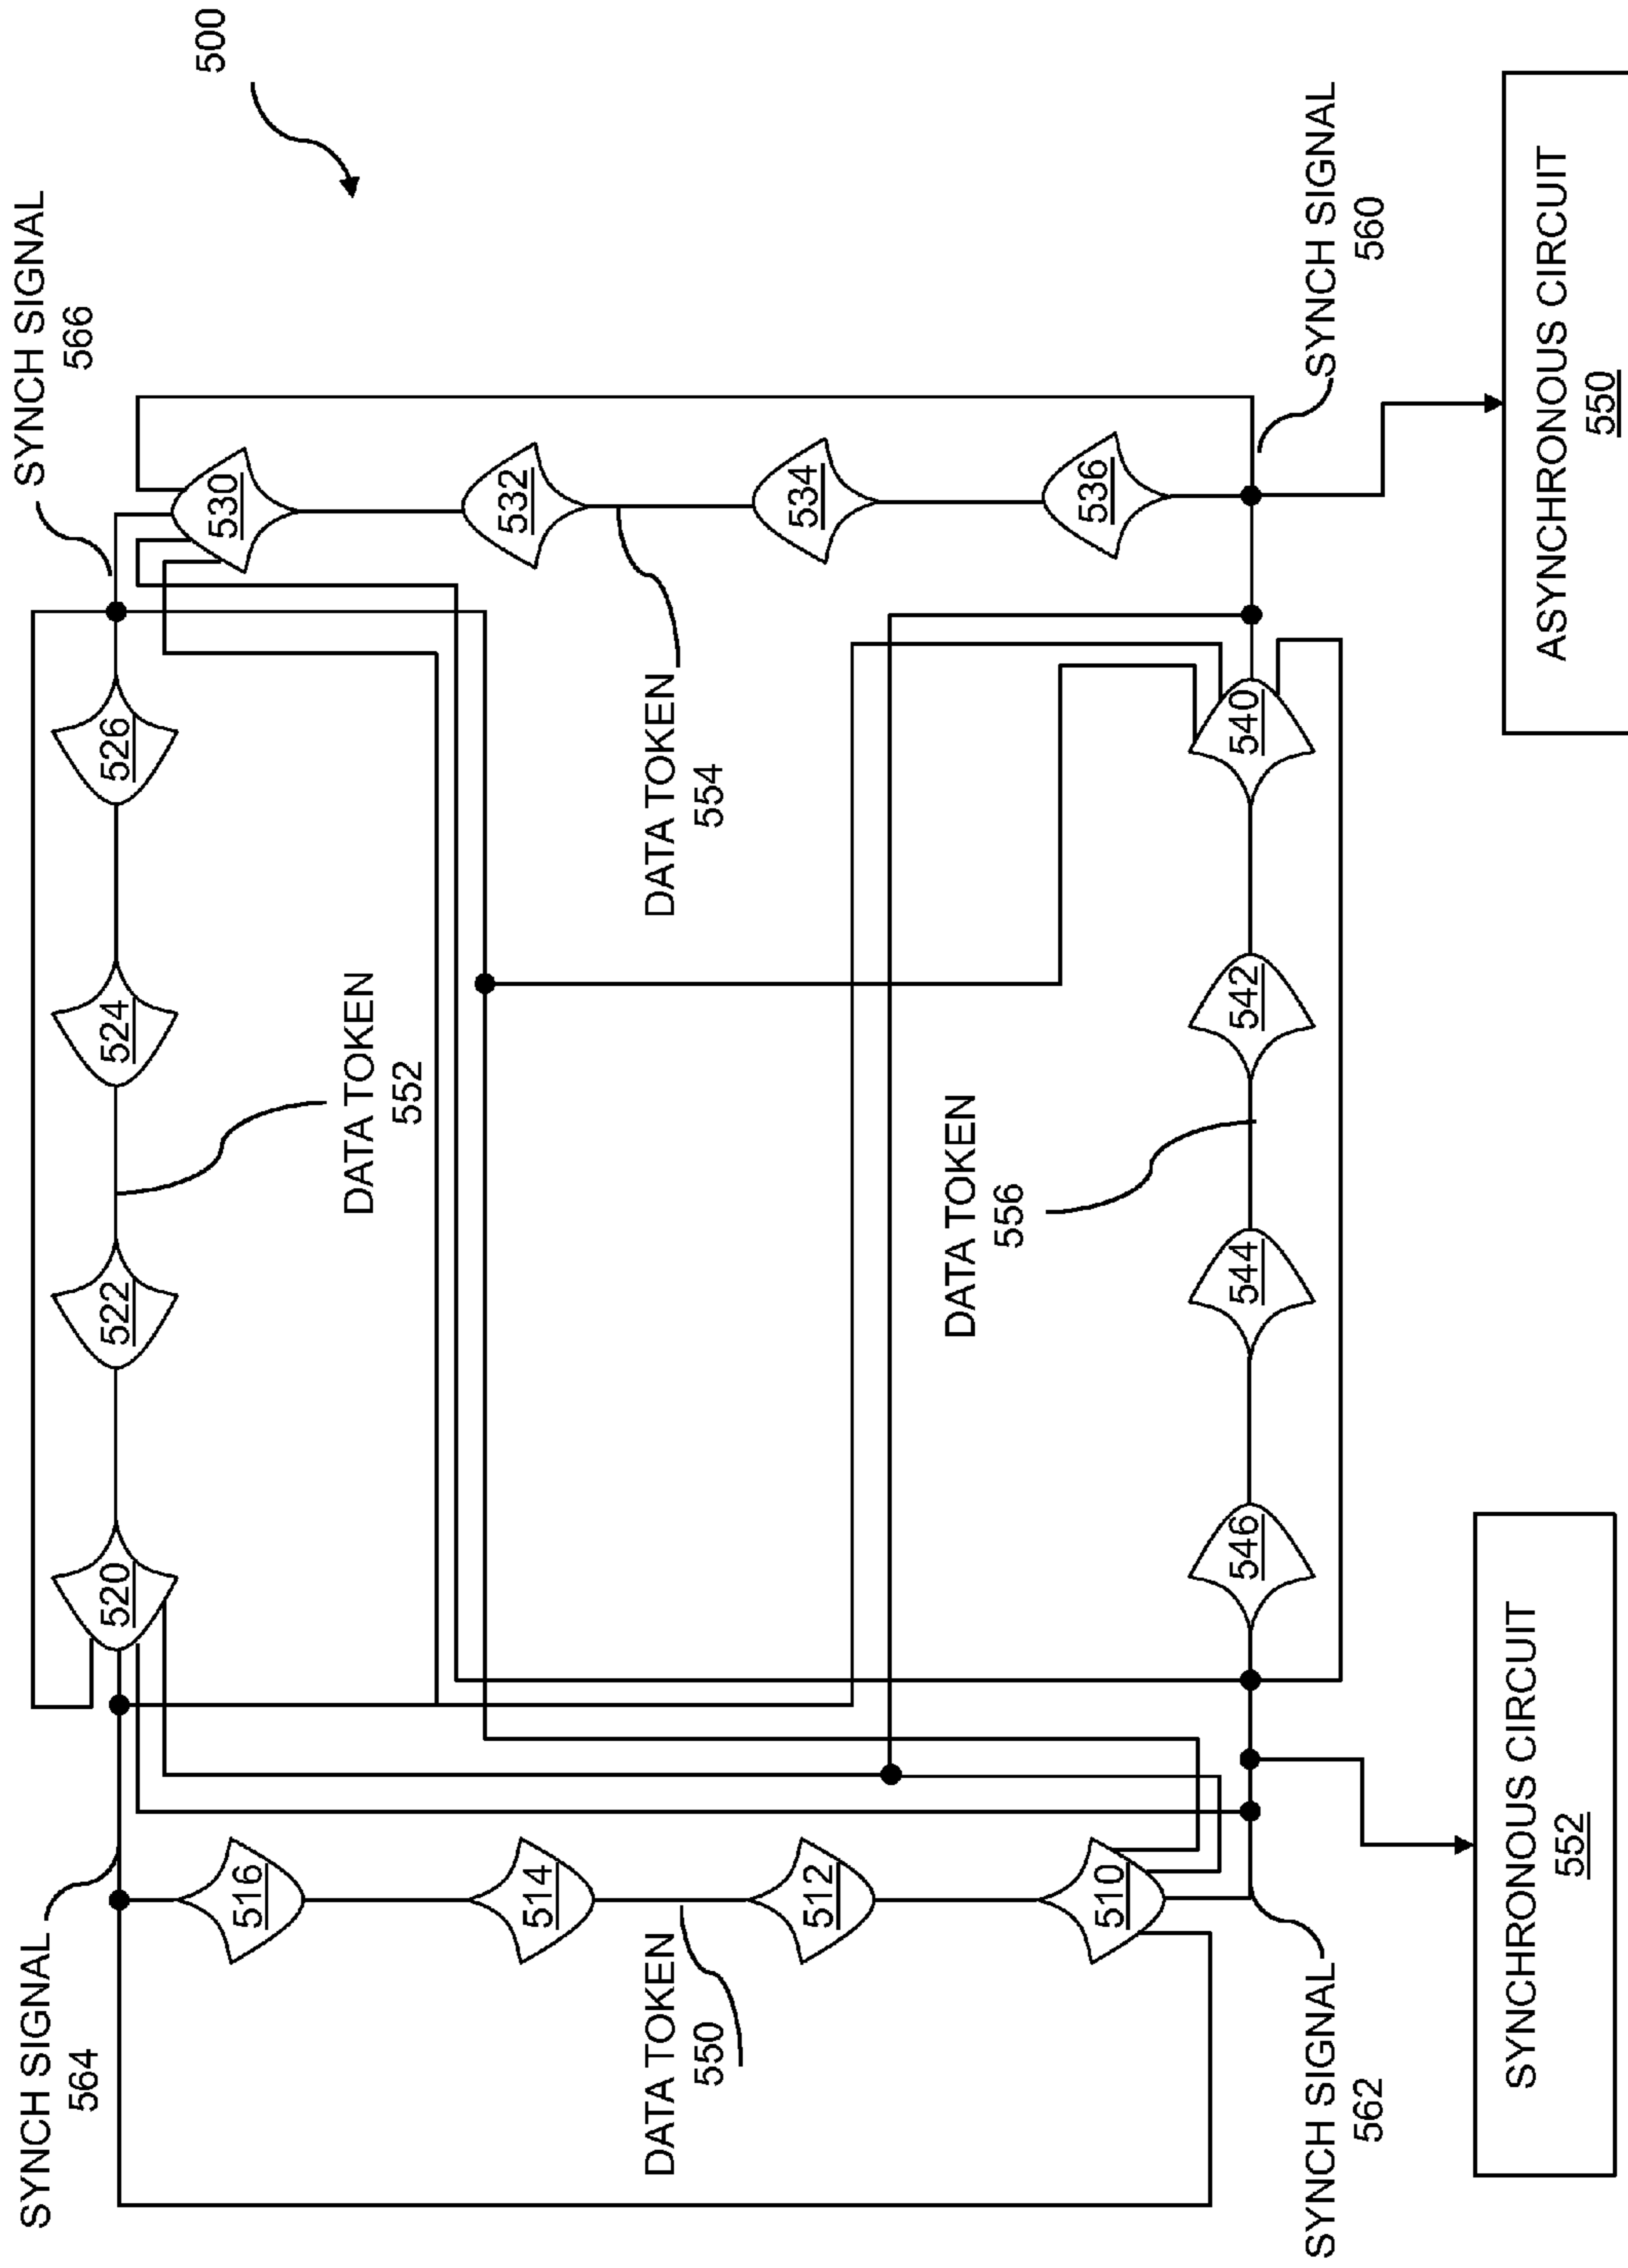 500
SYNCH SIGNAL
566
530
532
534
536
SYNCH SIGNAL
560
ASYNCHRONOUS CIRCUIT
550
526
524
522
520
DATA TOKEN
552
DATA TOKEN
554
DATA TOKEN
556
540
542
544
546
SYNCH SIGNAL
564
516
514
512
510
DATA TOKEN
550
SYNCH SIGNAL
562
SYNCHRONOUS CIRCUIT
552